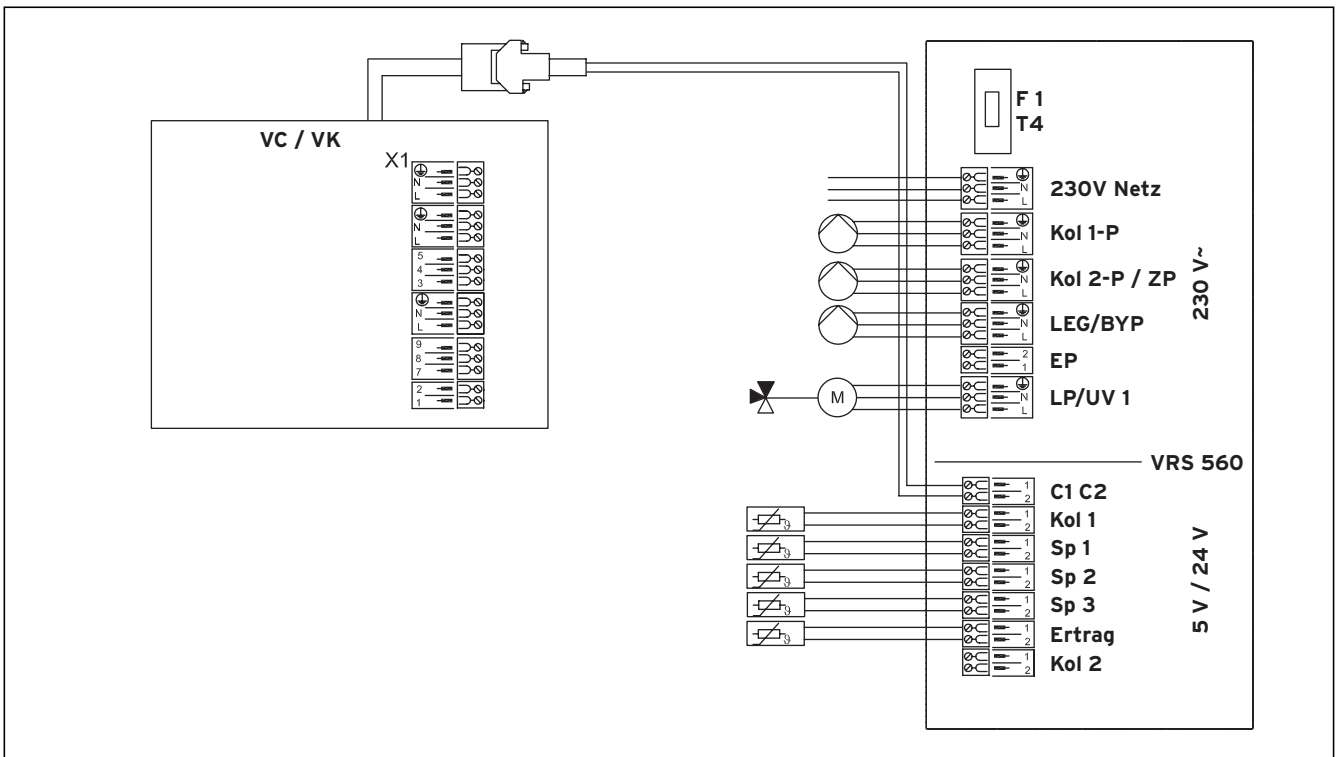 VC / VK
X1
N
L
N
L
5
4
3
N
L
9
8
7
2
1
F 1
T4
N
L
230V Netz
N
L
Kol 1-P
N
L
Kol 2-P / ZP
N
L
LEG/BYP
2
1
EP
M
N
L
LP/UV 1
230 V~
VRS 560
1
2
C1 C2
ϑ
1
2
Kol 1
ϑ
1
2
Sp 1
ϑ
1
2
Sp 2
ϑ
1
2
Sp 3
ϑ
1
2
Ertrag
1
2
Kol 2
5 V / 24 V